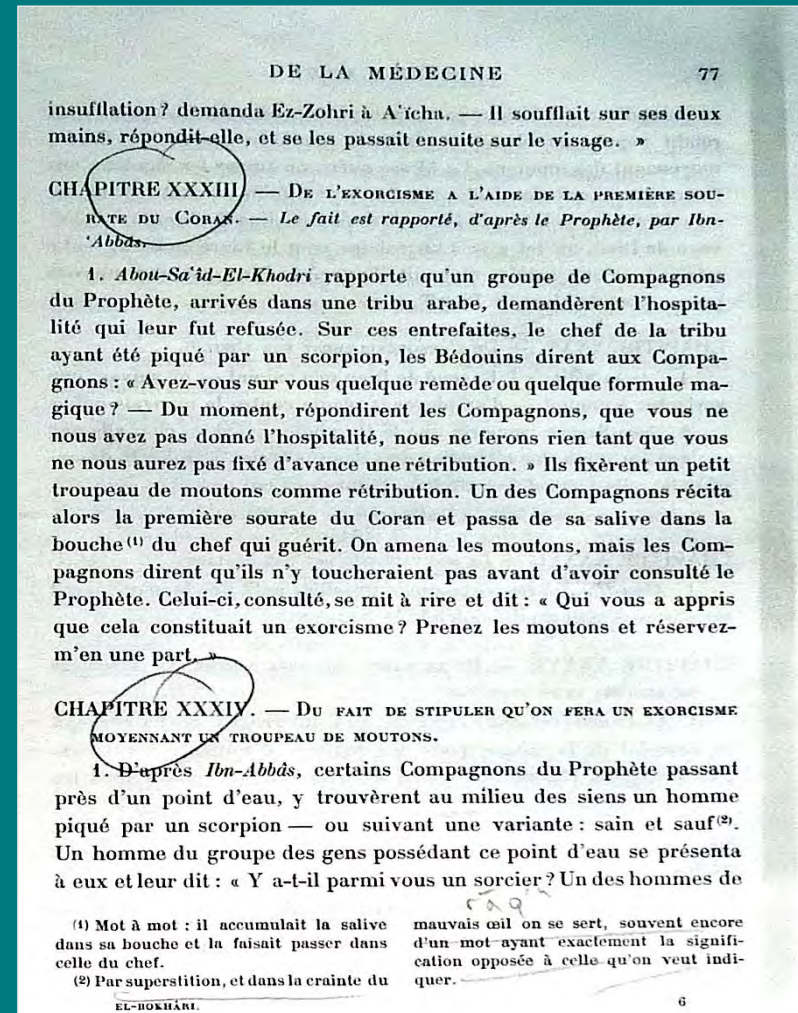 DE LA MÉDECINE 77
insufflation? demanda Ez-Zohri à A'ïcha. — Il soufflait sur ses deux
mains, répondit-elle, et se les passait ensuite sur le visage. »
CHAPITRE XXXIII. — DE L'EXORCISME A L'AIDE DE LA PREMIÈRE SOU-
RATE DU CORAN. — Le fait est rapporté, d'après le Prophète, par Ibn-
'Abbâs.
1. Abou-Sa'îd-El-Khodri rapporte qu'un groupe de Compagnons
du Prophète, arrivés dans une tribu arabe, demandèrent l'hospita-
lité qui leur fut refusée. Sur ces entrefaites, le chef de la tribu
ayant été piqué par un scorpion, les Bédouins dirent aux Compa-
gnons : « Avez-vous sur vous quelque remède ou quelque formule ma-
gique? — Du moment, répondirent les Compagnons, que vous ne
nous avez pas donné l'hospitalité, nous ne ferons rien tant que vous
ne nous aurez pas fixé d'avance une rétribution. » Ils fixèrent un petit
troupeau de moutons comme rétribution. Un des Compagnons récita
alors la première sourate du Coran et passa de sa salive dans la
bouche(1) du chef qui guérit. On amena les moutons, mais les Com-
pagnons dirent qu'ils n'y toucheraient pas avant d'avoir consulté le
Prophète. Celui-ci, consulté, se mit à rire et dit : « Qui vous a appris
que cela constituait un exorcisme? Prenez les moutons et réservez-
m'en une part. »
CHAPITRE XXXIV. — DU FAIT DE STIPULER QU'ON FERA UN EXORCISME
MOYENNANT UN TROUPEAU DE MOUTONS.
1. D'après Ibn-Abbâs, certains Compagnons du Prophète passant
près d'un point d'eau, y trouvèrent au milieu des siens un homme
piqué par un scorpion — ou suivant une variante : sain et sauf(2).
Un homme du groupe des gens possédant ce point d'eau se présenta
à eux et leur dit : « Y a-t-il parmi vous un sorcier? Un des hommes de
(1) Mot à mot : il accumulait la salive
dans sa bouche et la faisait passer dans
celle du chef.
(2) Par superstition, et dans la crainte du
mauvais œil on se sert, souvent encore
d'un mot ayant exactement la signifi-
cation opposée à celle qu'on veut indi-
quer.
EL-BOKHÂRI. 6